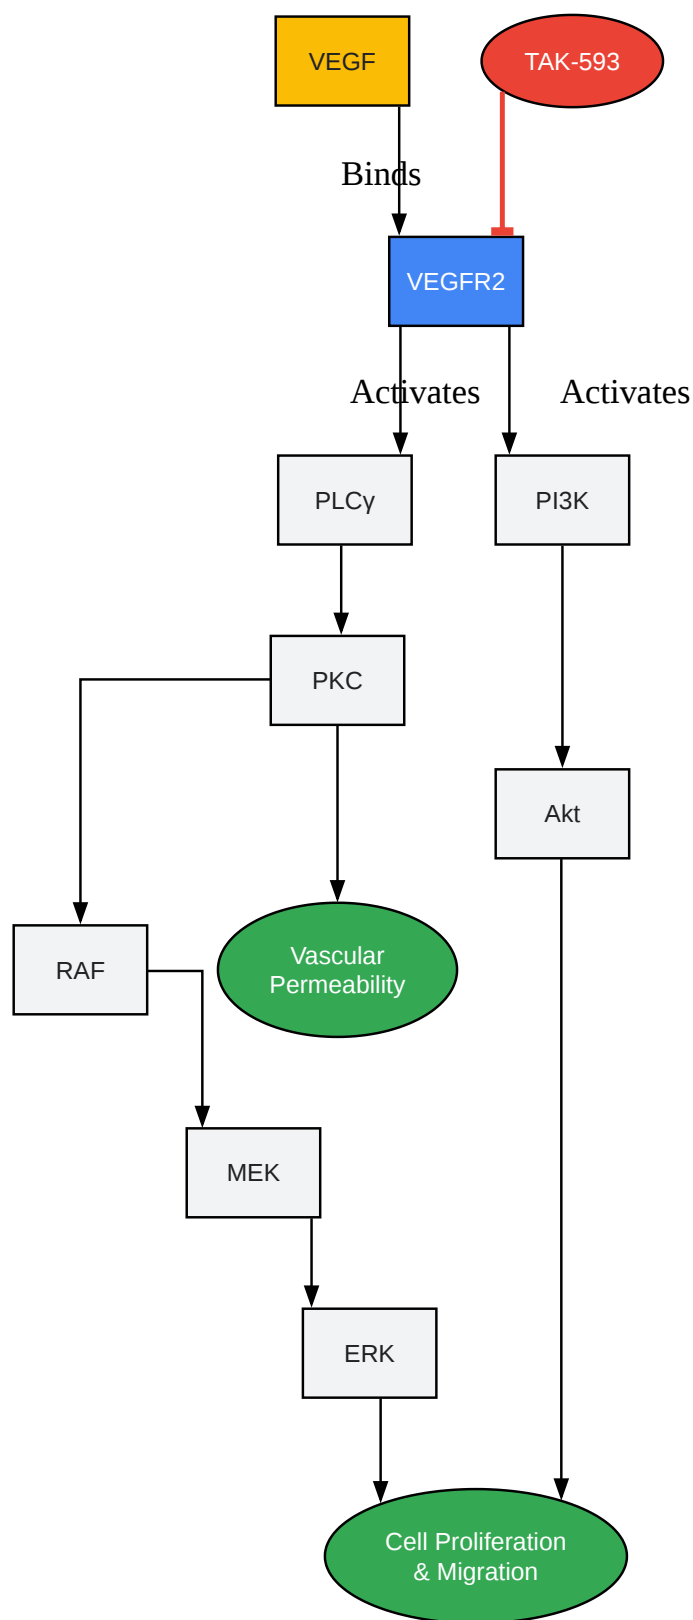 VEGF
TAK-593
Binds
VEGFR2
Activates
Activates
PLCγ
PI3K
PKC
Akt
RAF
Vascular
Permeability
MEK
ERK
Cell Proliferation
& Migration